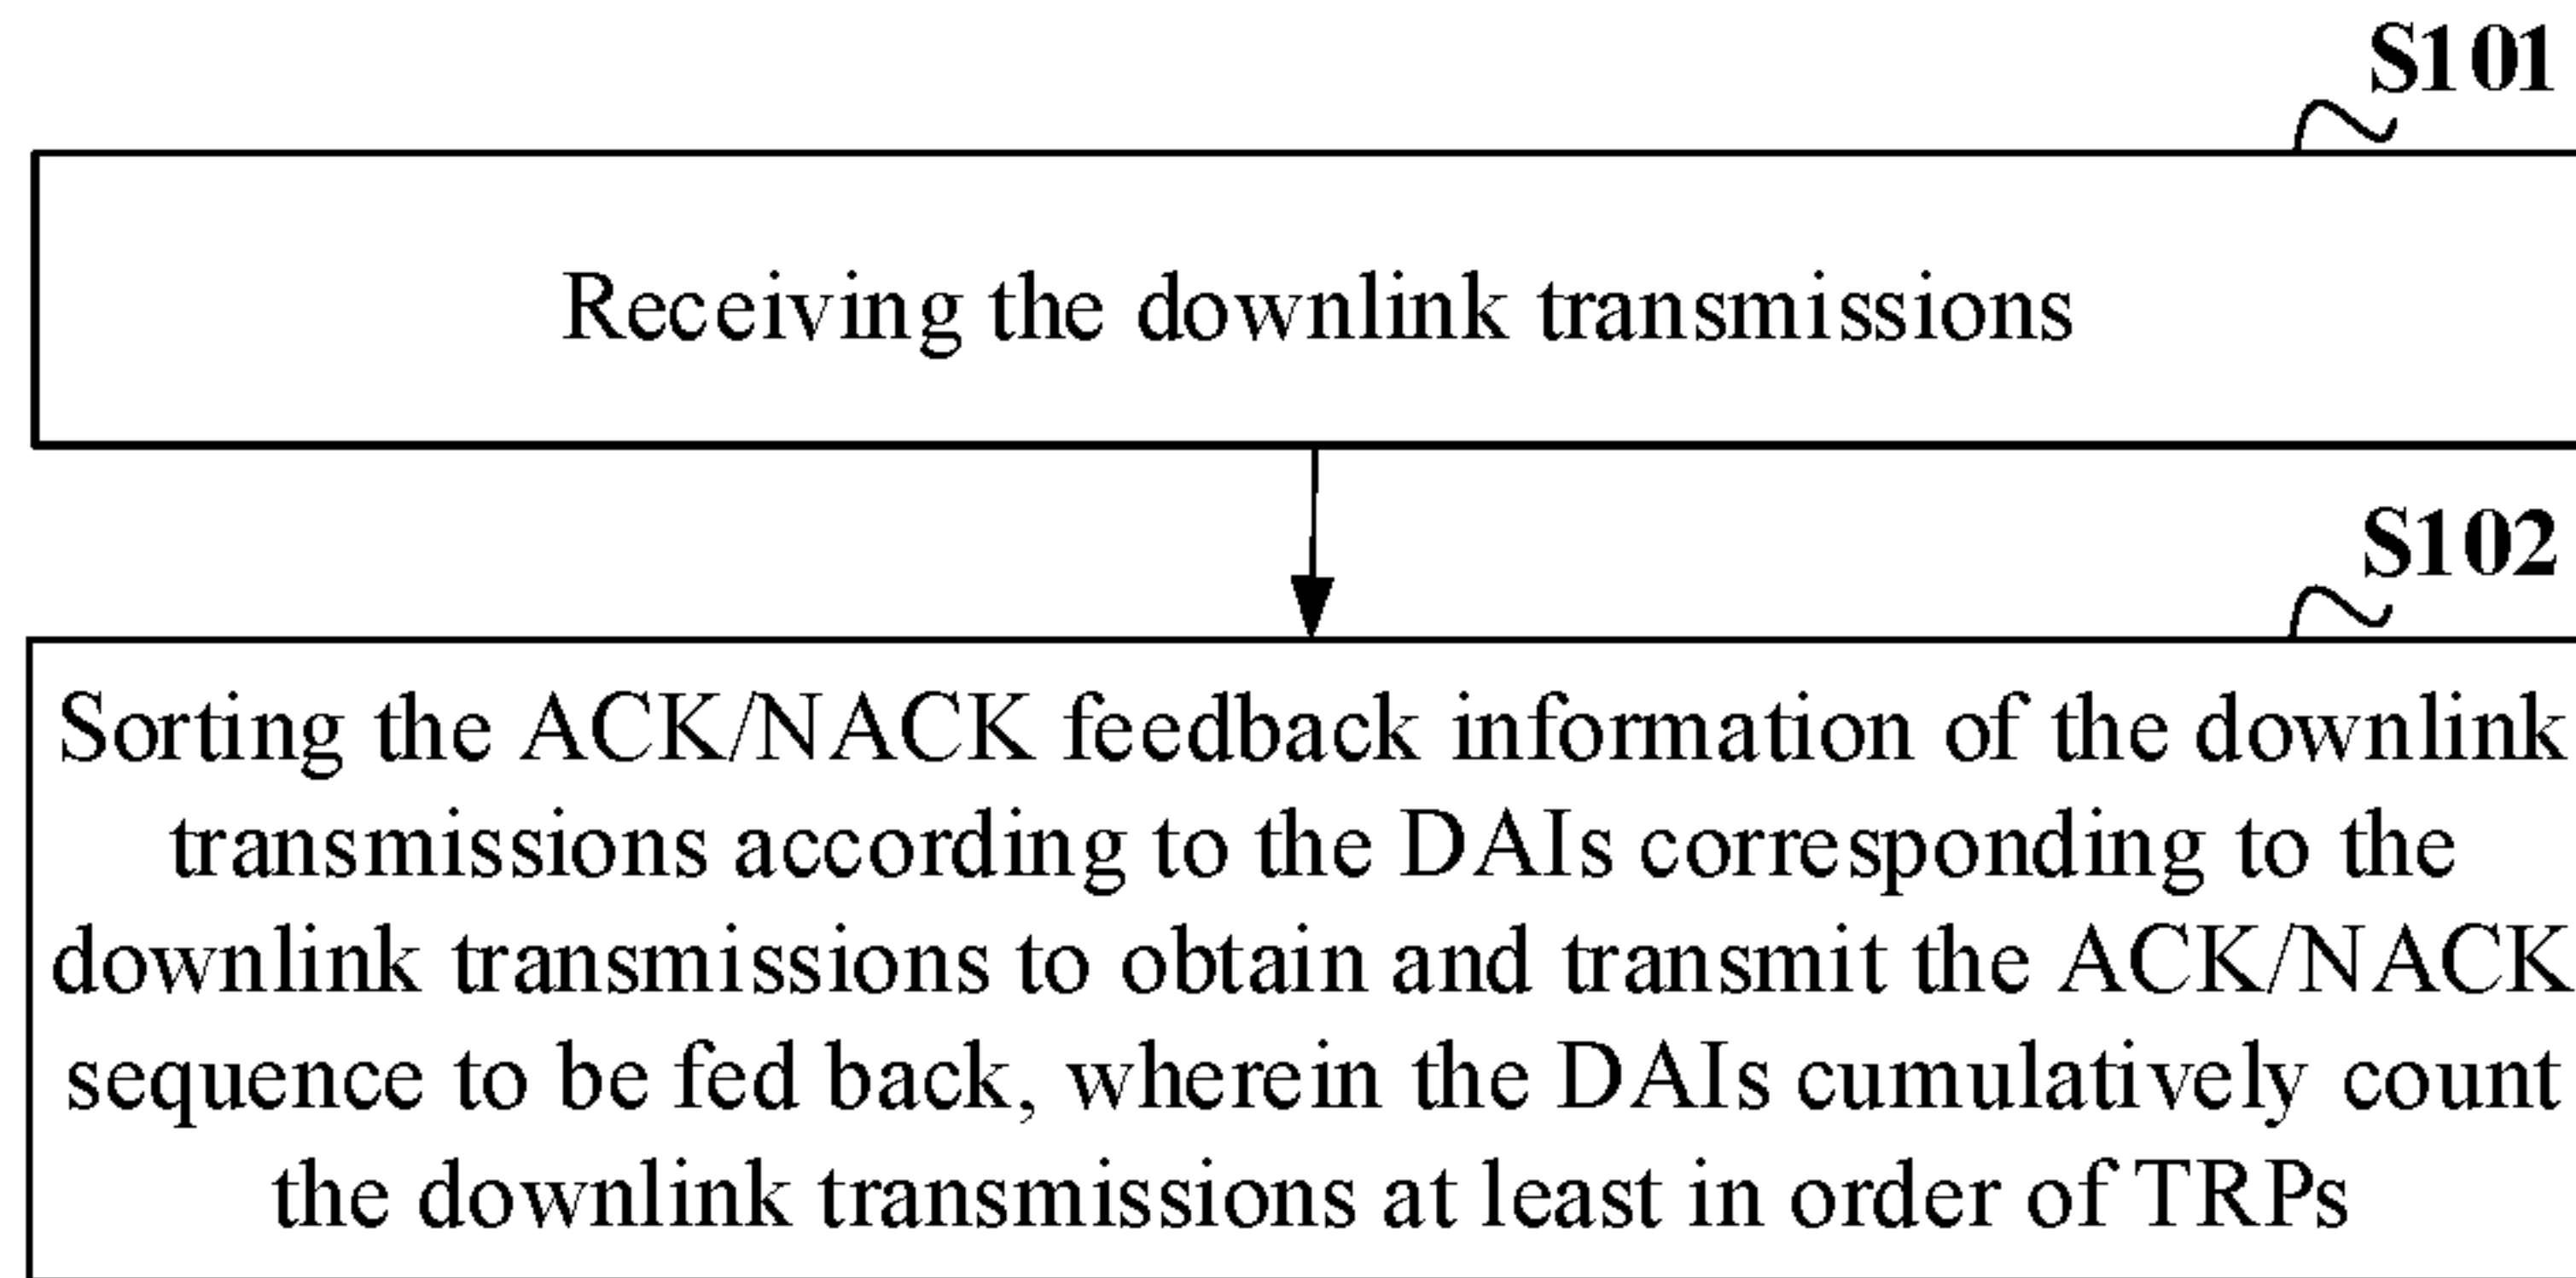 S101
Receiving the downlink transmissions
S102
Sorting the ACK/NACK feedback information of the downlink
transmissions according to the DAIs corresponding to the
downlink transmissions to obtain and transmit the ACK/NACK
sequence to be fed back, wherein the DAIs cumulatively count
the downlink transmissions at least in order of TRPs